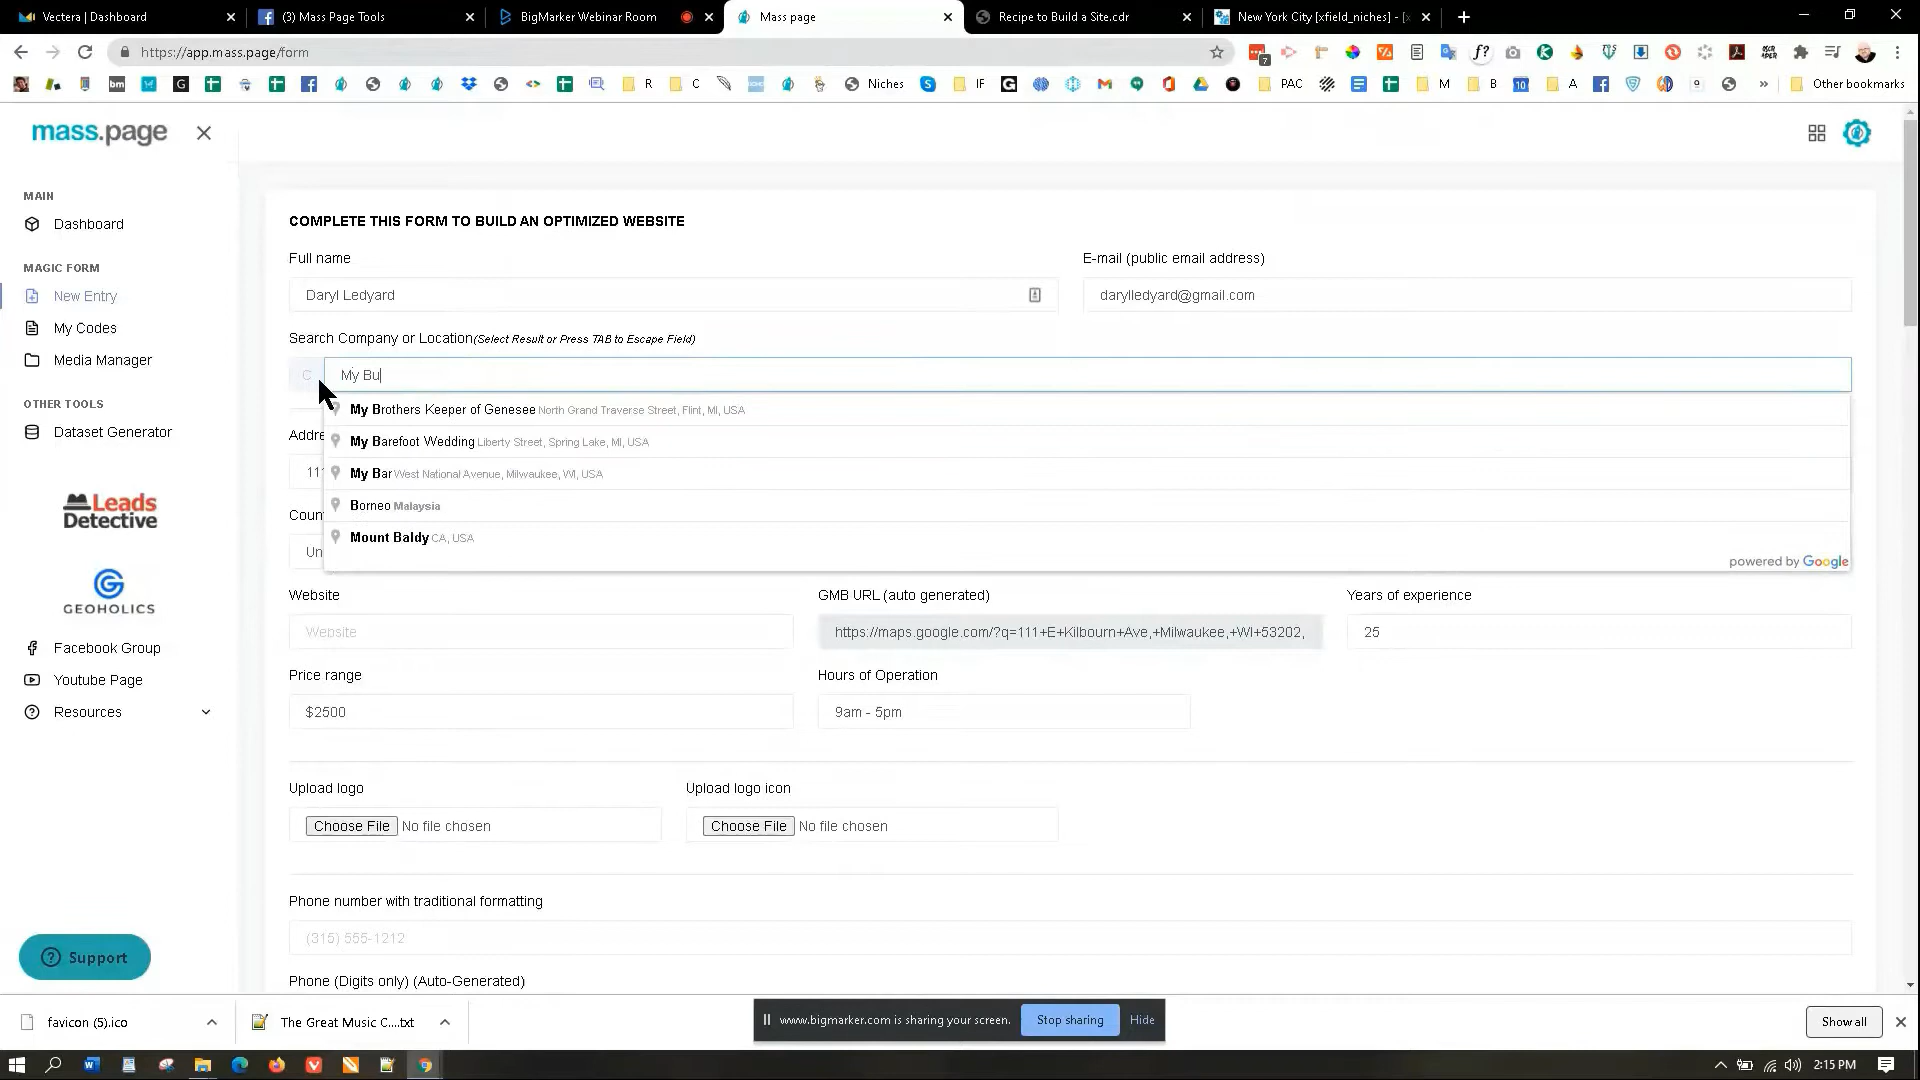 Vectera | Dashboard
(3) Mass Page Tools
BigMarker Webinar Room
Mass page
Recipe to Build a Site.cdr
New York City [xfield_niches] - [x
https://app.mass.page/form
7
bm
G
R
C
Niches
IF
G
PAC
M
B
10
A
Other bookmarks
mass.page
MAIN
Dashboard
MAGIC FORM
New Entry
My Codes
Media Manager
OTHER TOOLS
Dataset Generator
Leads
Detective
GEOHOLICS
Facebook Group
Youtube Page
Resources
Support
COMPLETE THIS FORM TO BUILD AN OPTIMIZED WEBSITE
Full name
E-mail (public email address)
Daryl Ledyard
darylledyard@gmail.com
Search Company or Location(Select Result or Press TAB to Escape Field)
C
My Bu
My Brothers Keeper of Genesee North Grand Traverse Street, Flint, MI, USA
Addre
My Barefoot Wedding Liberty Street, Spring Lake, MI, USA
111
My Bar West National Avenue, Milwaukee, WI, USA
Borneo Malaysia
Coun
Mount Baldy CA, USA
Un
powered by Google
Website
GMB URL (auto generated)
Years of experience
Website
https://maps.google.com/?q=111+E+Kilbourn+Ave,+Milwaukee,+WI+53202,
25
Price range
Hours of Operation
$2500
9am - 5pm
Upload logo
Upload logo icon
Choose File No file chosen
Choose File No file chosen
Phone number with traditional formatting
(315) 555-1212
Phone (Digits only) (Auto-Generated)
favicon (5).ico
The Great Music C....txt
www.bigmarker.com is sharing your screen.
Stop sharing
Hide
Show all
2:15 PM